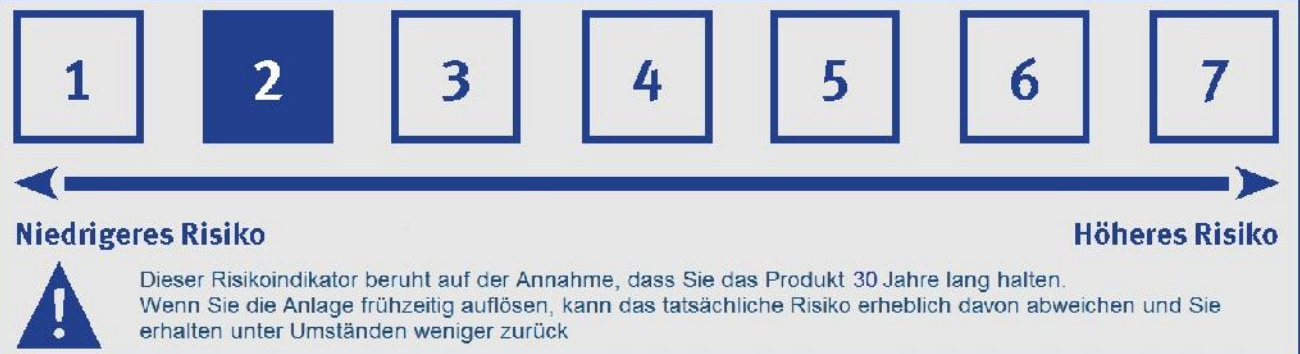 1 2 3 4 5 6 7
Niedrigeres Risiko Höheres Risiko
Dieser Risikoindikator beruht auf der Annahme, dass Sie das Produkt 30 Jahre lang halten.
Wenn Sie die Anlage frühzeitig auflösen, kann das tatsächliche Risiko erheblich davon abweichen und Sie
erhalten unter Umständen weniger zurück